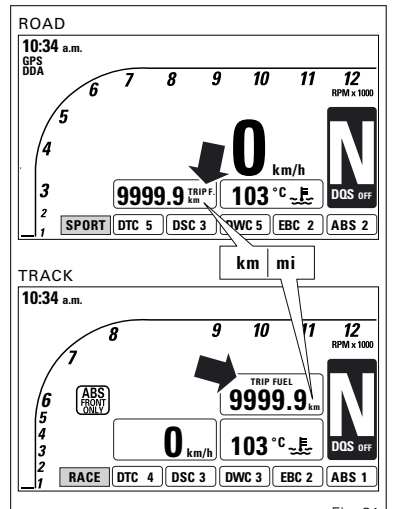 ROAD
10:34 a.m.
GPS
DDA
6 7 8 9 10 11 12
RPM x 1000
5
4
3
2
1
0 km/h
N
DQS OFF
9999.9 TRIP F. km
103 °C
SPORT DTC 5 DSC 3 DWC 5 EBC 2 ABS 2
km mi
TRACK
10:34 a.m.
7 8 9 10 11 12
RPM x 1000
6
5
4
3
2
1
ABS
FRONT
ONLY
TRIP FUEL
9999.9 km
N
DQS OFF
0 km/h
103 °C
RACE DTC 4 DSC 3 DWC 3 EBC 2 ABS 1